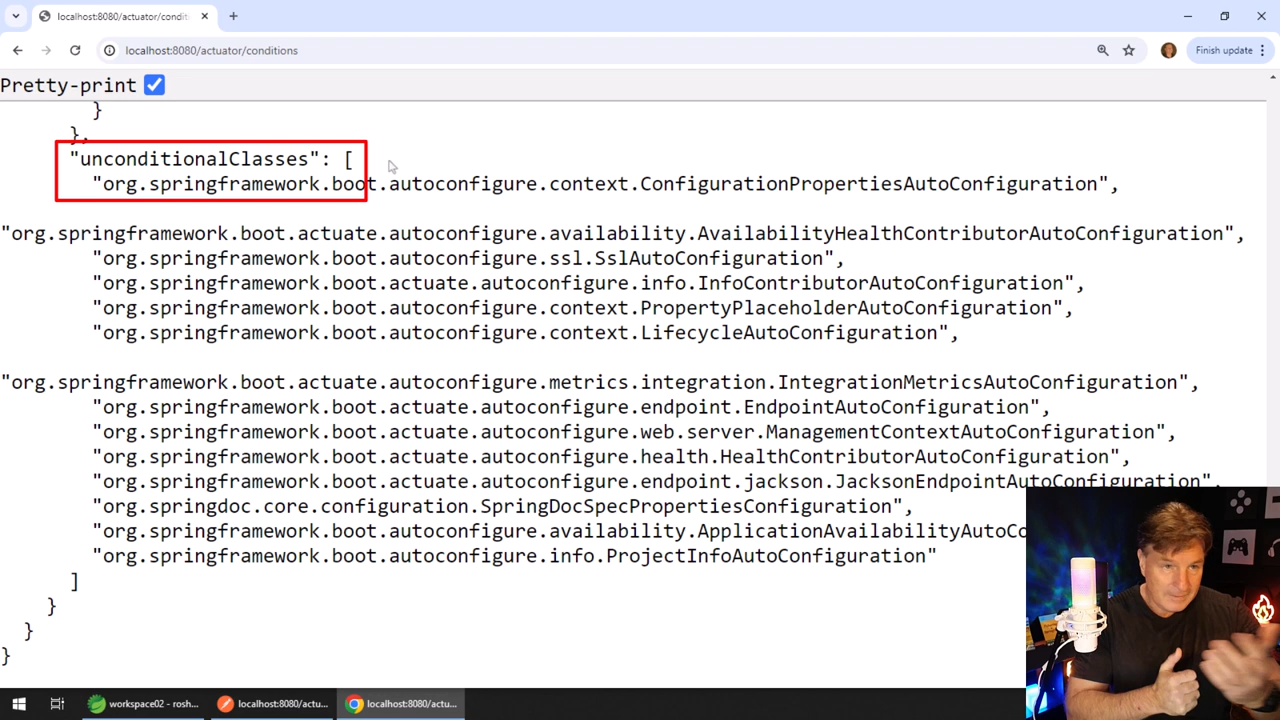 localhost:8080/actuator/condit
localhost:8080/actuator/conditions
Finish update
Pretty-print
}
},
"unconditionalClasses": [
"org.springframework.boot.autoconfigure.context.ConfigurationPropertiesAutoConfiguration",
"org.springframework.boot.actuate.autoconfigure.availability.AvailabilityHealthContributorAutoConfiguration",
"org.springframework.boot.autoconfigure.ssl.SslAutoConfiguration",
"org.springframework.boot.actuate.autoconfigure.info.InfoContributorAutoConfiguration",
"org.springframework.boot.autoconfigure.context.PropertyPlaceholderAutoConfiguration",
"org.springframework.boot.autoconfigure.context.LifecycleAutoConfiguration",
"org.springframework.boot.actuate.autoconfigure.metrics.integration.IntegrationMetricsAutoConfiguration",
"org.springframework.boot.actuate.autoconfigure.endpoint.EndpointAutoConfiguration",
"org.springframework.boot.actuate.autoconfigure.web.server.ManagementContextAutoConfiguration",
"org.springframework.boot.actuate.autoconfigure.health.HealthContributorAutoConfiguration",
"org.springframework.boot.actuate.autoconfigure.endpoint.jackson.JacksonEndpointAutoConfiguration",
"org.springdoc.core.configuration.SpringDocSpecPropertiesConfiguration",
"org.springframework.boot.autoconfigure.availability.ApplicationAvailabilityAutoCo
"org.springframework.boot.autoconfigure.info.ProjectInfoAutoConfiguration"
]
}
}
}
workspace02 - rosh...
localhost:8080/actu...
localhost:8080/actu...